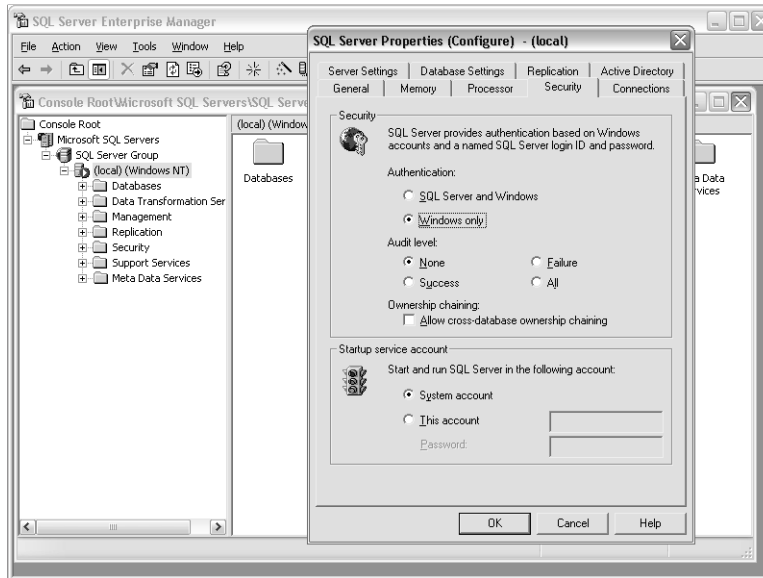 SQL Server Enterprise Manager
File Action View Tools Window Help
Console Root\Microsoft SQL Servers\SQL Serve
Console Root
Microsoft SQL Servers
SQL Server Group
(local) (Windows NT)
Databases
Data Transformation Ser
Management
Replication
Security
Support Services
Meta Data Services
(local) (Window
Databases
a Data
vices
SQL Server Properties (Configure) - (local)
Server Settings Database Settings Replication Active Directory
General Memory Processor Security Connections
Security
SQL Server provides authentication based on Windows
accounts and a named SQL Server login ID and password.
Authentication:
SQL Server and Windows
Windows only
Audit level:
None Failure
Success All
Ownership chaining:
Allow cross-database ownership chaining
Startup service account
Start and run SQL Server in the following account:
System account
This account
Password:
OK Cancel Help